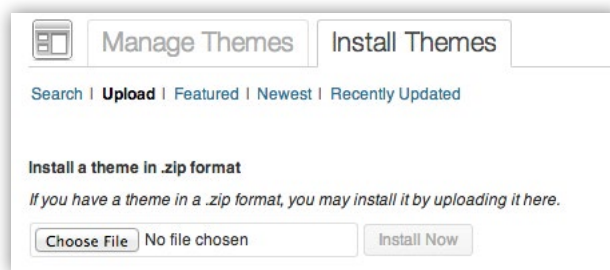 Manage Themes Install Themes
Search | Upload | Featured | Newest | Recently Updated
Install a theme in .zip format
If you have a theme in a .zip format, you may install it by uploading it here.
Choose File No file chosen Install Now